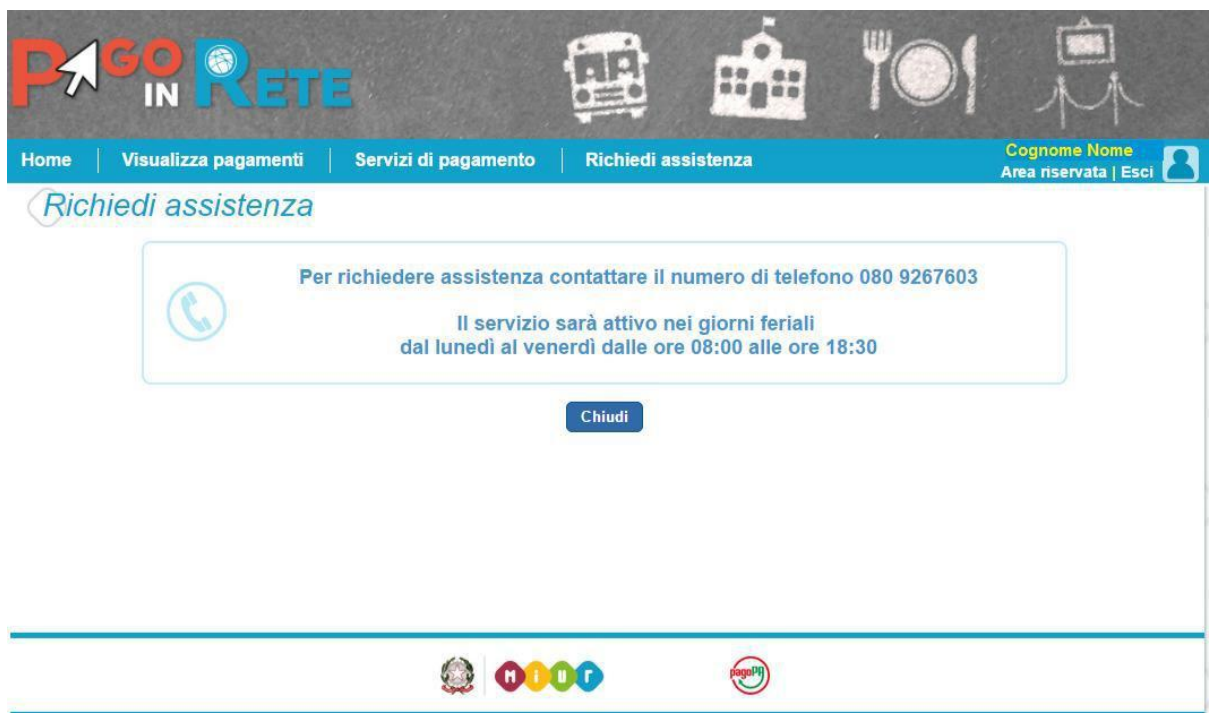 PAGO
IN RETE
Home
Visualizza pagamenti
Servizi di pagamento
Richiedi assistenza
Cognome Nome
Area riservata | Esci
Richiedi assistenza
Per richiedere assistenza contattare il numero di telefono 080 9267603
Il servizio sarà attivo nei giorni feriali
dal lunedì al venerdì dalle ore 08:00 alle ore 18:30
Chiudi
miur
pagoPA